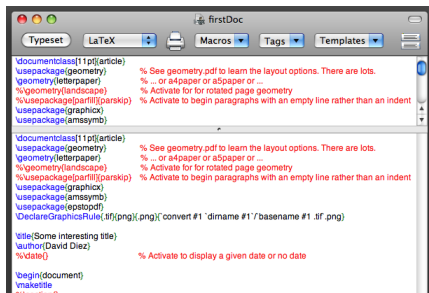 firstDoc
Typeset LaTeX Macros Tags Templates
\documentclass[11pt]{article}
\usepackage{geometry} % See geometry.pdf to learn the layout options. There are lots.
\geometry{letterpaper} % ... or a4paper or a5paper or ...
%\geometry{landscape} % Activate for for rotated page geometry
%\usepackage[parfill]{parskip} % Activate to begin paragraphs with an empty line rather than an indent
\usepackage{graphicx}
\usepackage{amssymb}
\documentclass[11pt]{article}
\usepackage{geometry} % See geometry.pdf to learn the layout options. There are lots.
\geometry{letterpaper} % ... or a4paper or a5paper or ...
%\geometry{landscape} % Activate for for rotated page geometry
%\usepackage[parfill]{parskip} % Activate to begin paragraphs with an empty line rather than an indent
\usepackage{graphicx}
\usepackage{amssymb}
\usepackage{epstopdf}
\DeclareGraphicsRule{.tif}{png}{.png}{`convert #1 `dirname #1`/`basename #1 .tif`.png}
\title{Some interesting title}
\author{David Diez}
%\date{} % Activate to display a given date or no date
\begin{document}
\maketitle